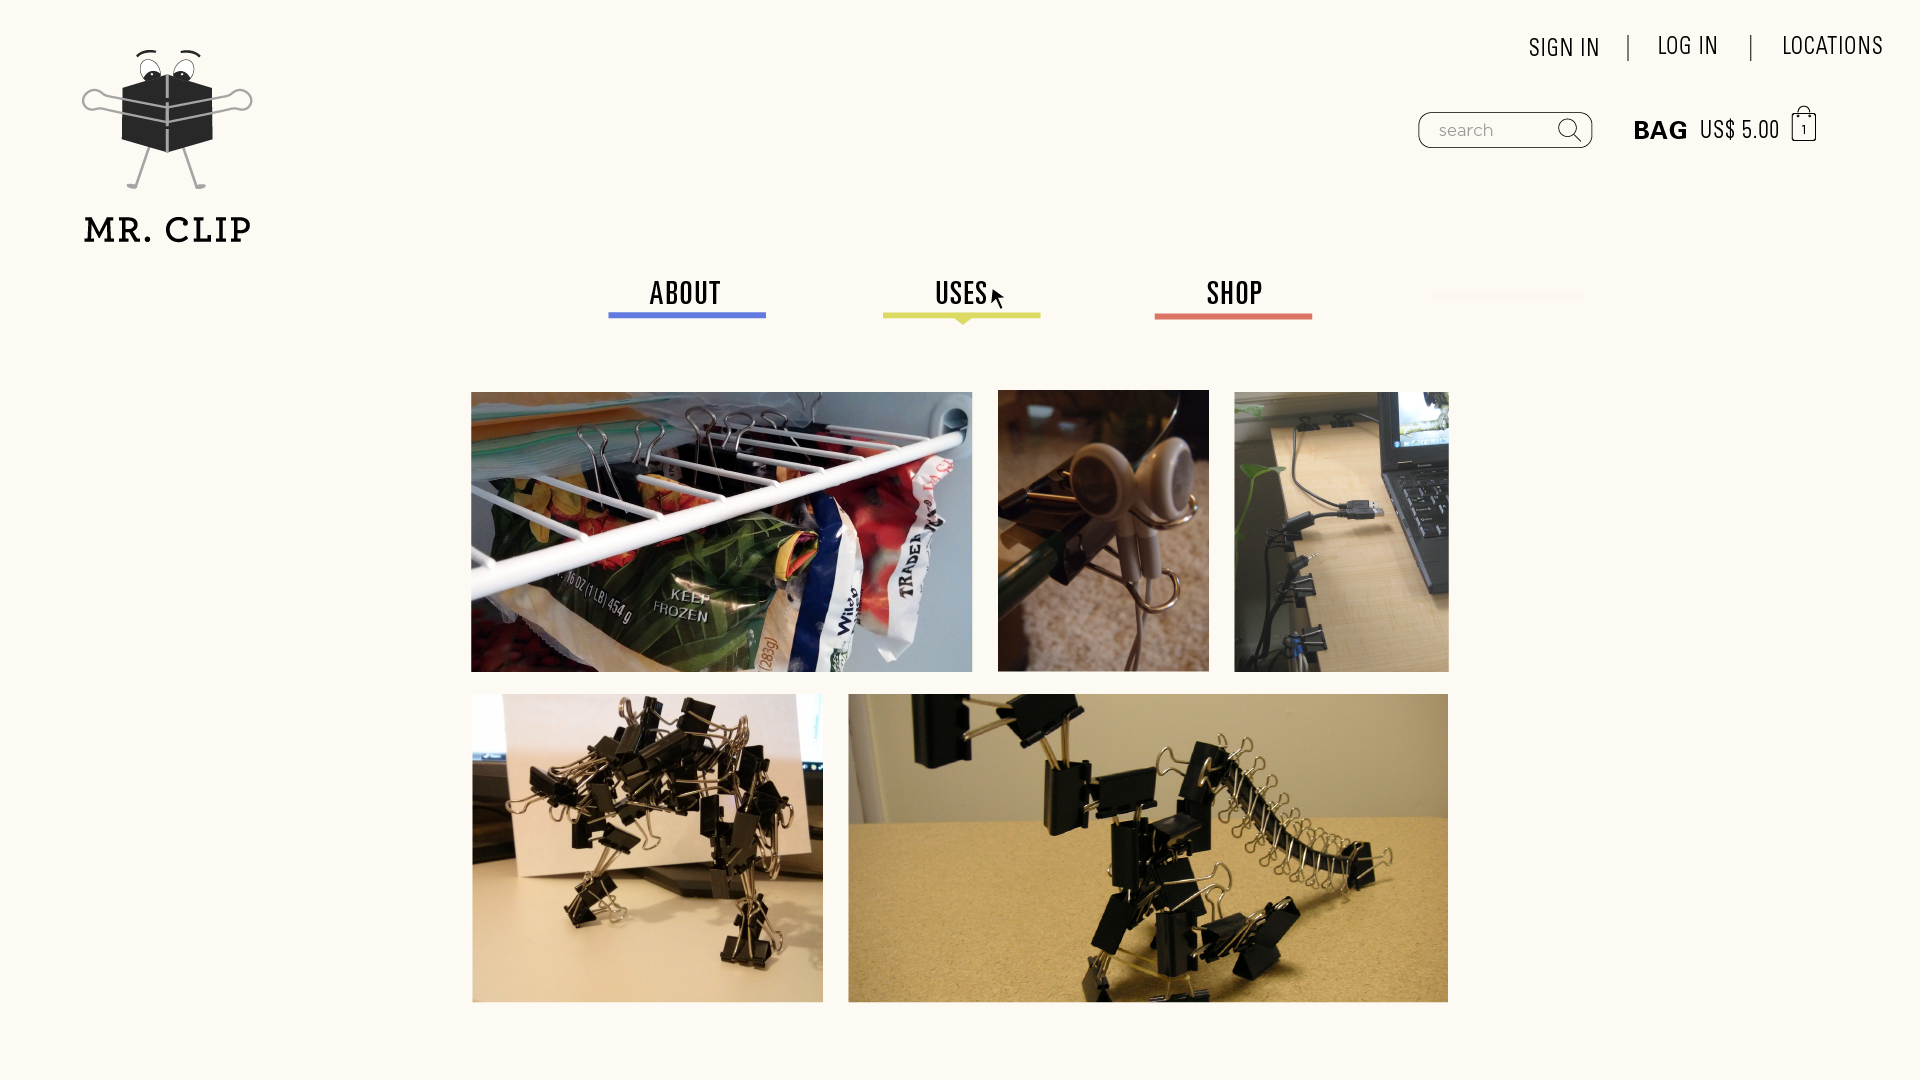 SIGN IN | LOG IN | LOCATIONS
search
BAG US$ 5.00 1
MR. CLIP
ABOUT
USES
SHOP
16 OZ (1 LB) 454 g
KEEP
FROZEN
(283g)
TRADER